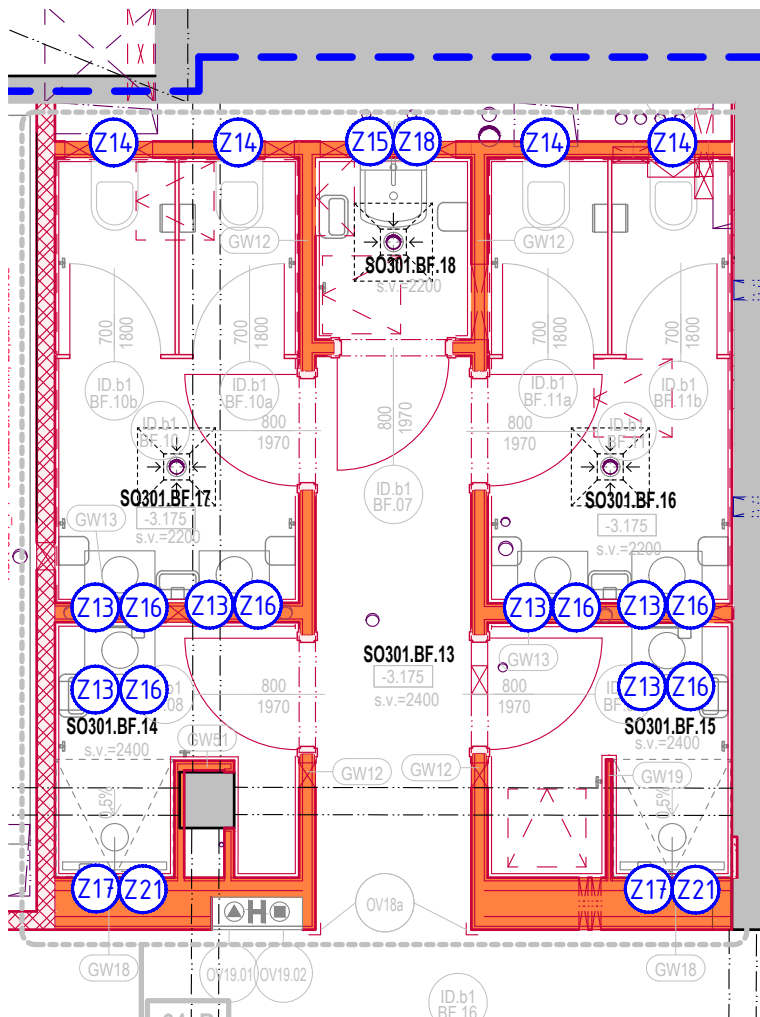 Z14
Z14
Z15
Z18
Z14
Z14
GW12
GW12
SO301.BF.18
s.v.=2200
700
1800
700
1800
700
1800
700
1800
ID.b1
BF.10b
ID.b1
BF.10a
ID.b1
BF.11a
ID.b1
BF.11b
ID.b1
BF.10
800
1970
800
1970
800
1970
ID.b1
BF.07
SO301.BF.17
-3.175
s.v.=2200
SO301.BF.16
-3.175
s.v.=2200
GW13
Z13
Z16
Z13
Z16
Z13
Z16
Z13
Z16
SO301.BF.13
-3.175
s.v.=2400
GW13
Z13
Z16
Z13
Z16
800
1970
800
1970
SO301.BF.14
s.v.=2400
SO301.BF.15
s.v.=2400
GW51
GW12
GW12
GW19
0,5%
0,5%
Z17
Z21
Z17
Z21
OV18a
GW18
OV19.01
OV19.02
GW18
ID.b1
BF.16